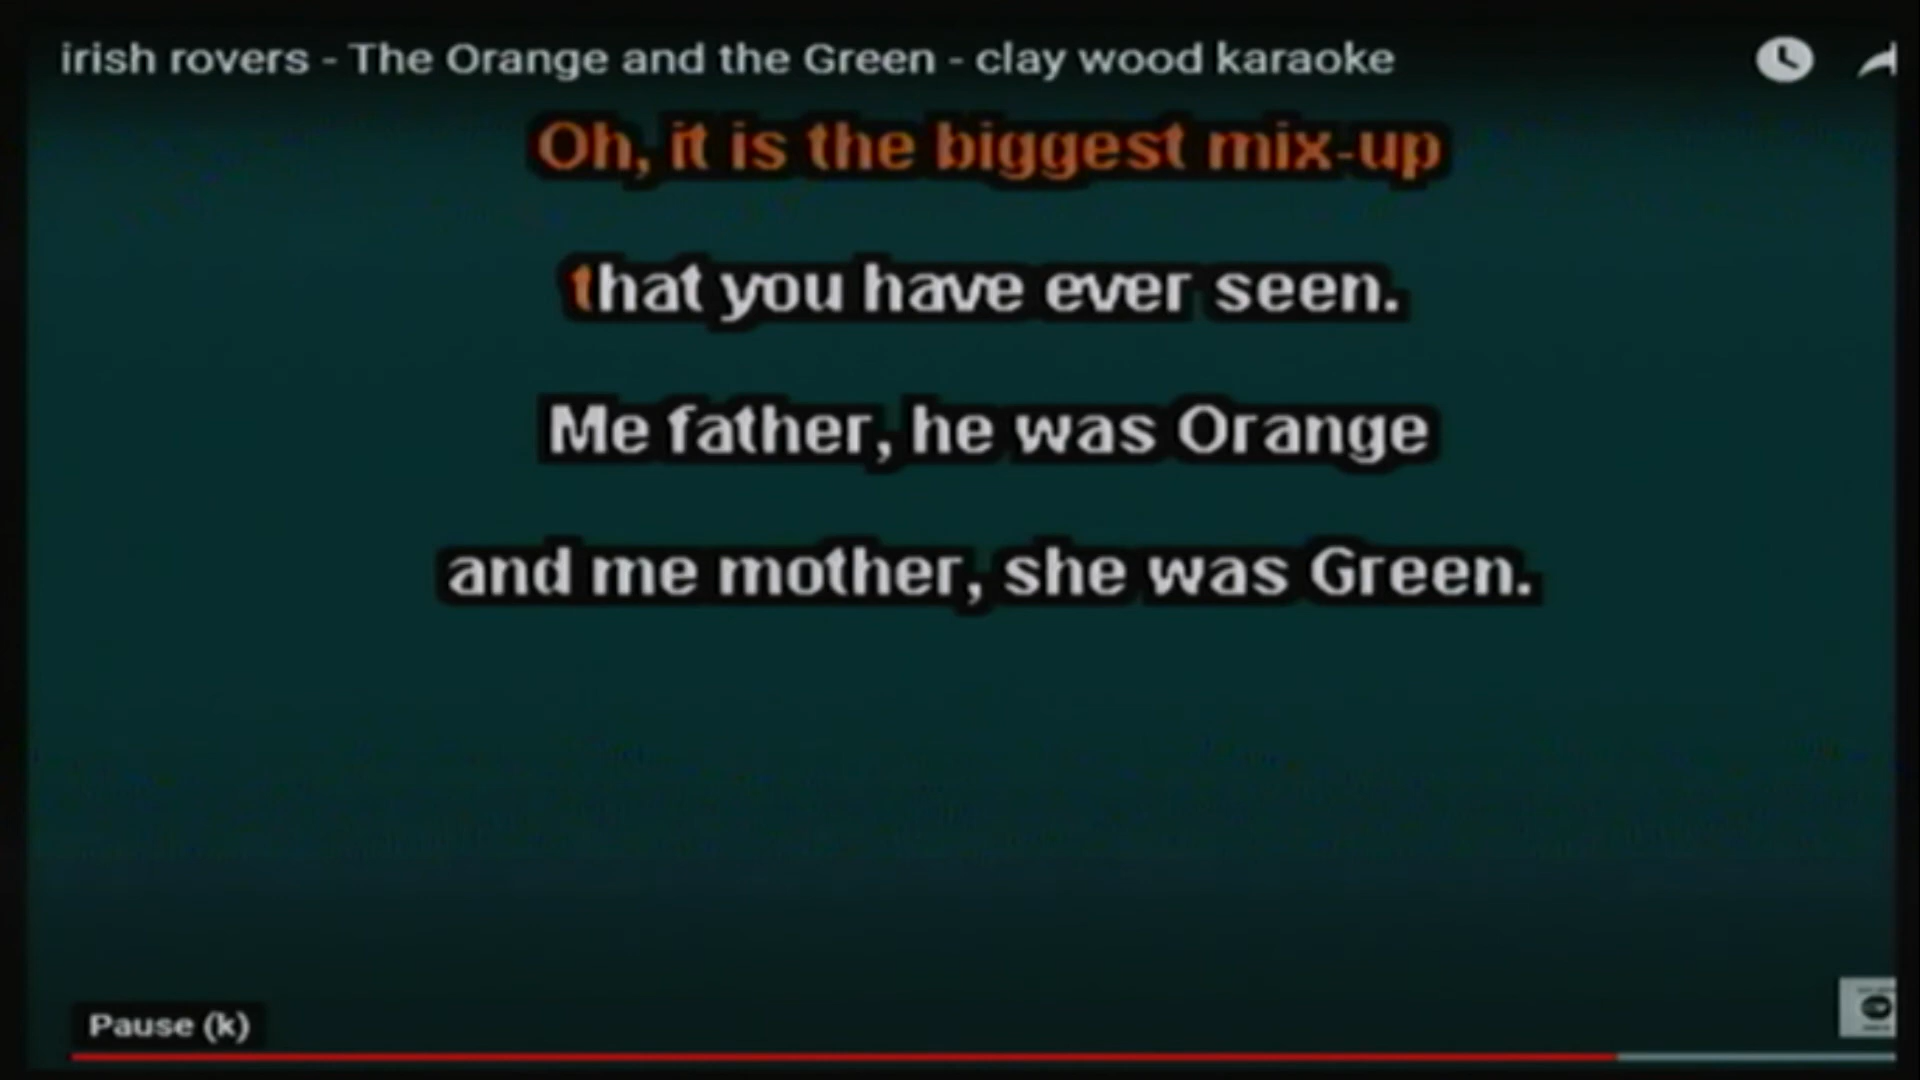 irish rovers - The Orange and the Green - clay wood karaoke
Oh, it is the biggest mix-up
that you have ever seen.
Me father, he was Orange
and me mother, she was Green.
Pause (k)